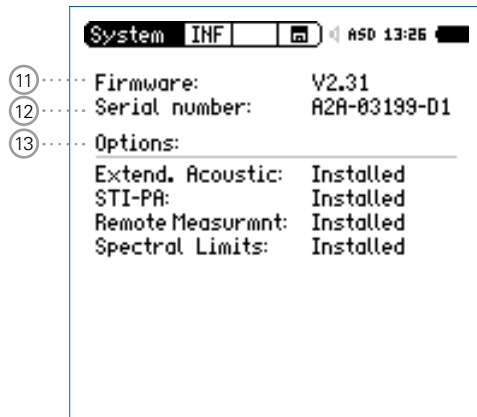 System INF ASD 13:26
11 Firmware: V2.31
12 Serial number: A2A-03199-D1
13 Options:
Extend. Acoustic: Installed
STI-PA: Installed
Remote Measurmnt: Installed
Spectral Limits: Installed